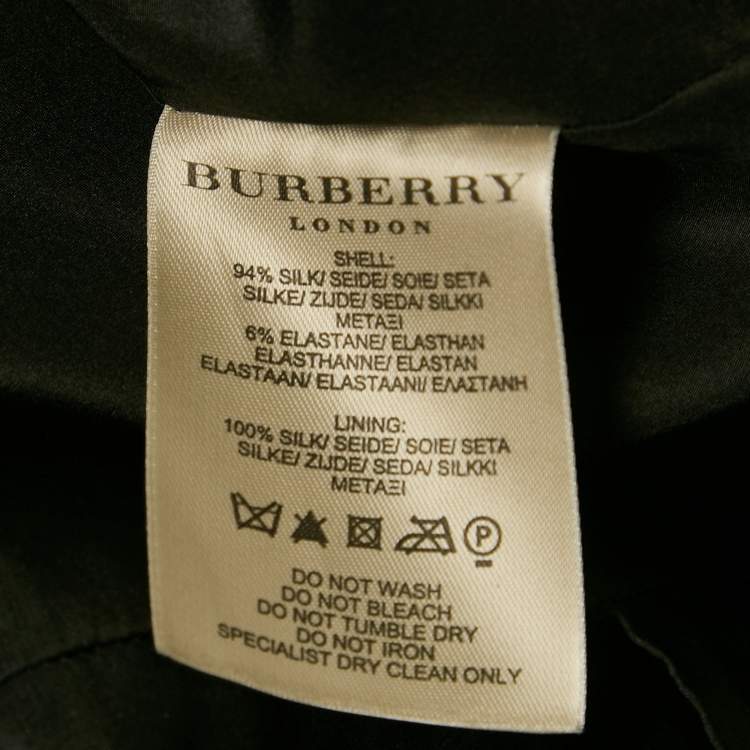 BURBERRY
LONDON
SHELL:
94% SILK/ SEIDE/ SOIE/ SETA
SILKE/ ZIJDE/ SEDA/ SILKKI
ΜΕΤΑΞΙ
6% ELASTANE/ ELASTHAN
ELASTHANNE/ ELASTAN
ELASTAAN/ ELASTAANI/ ΕΛΑΣΤΑΝΗ
LINING:
100% SILK/ SEIDE/ SOIE/ SETA
SILKE/ ZIJDE/ SEDA/ SILKKI
ΜΕΤΑΞΙ
P
DO NOT WASH
DO NOT BLEACH
DO NOT TUMBLE DRY
DO NOT IRON
SPECIALIST DRY CLEAN ONLY